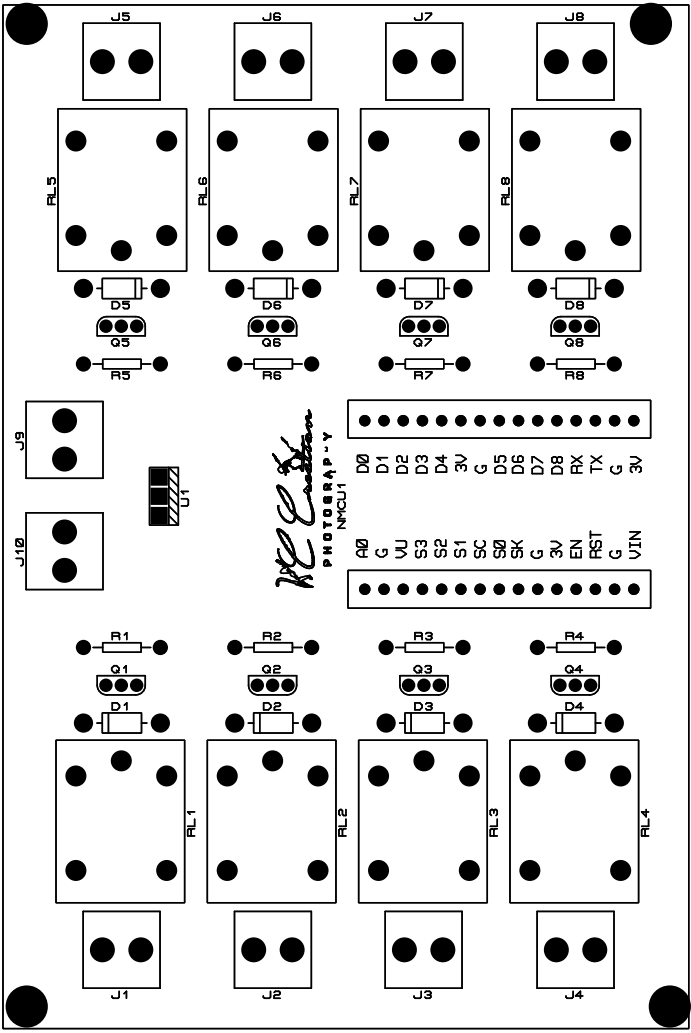 J5 J6 J7 J8
RL5 RL6 RL7 RL8
D5 D6 D7 D8
Q5 Q6 Q7 Q8
R5 R6 R7 R8
J9
J10
U1
PHOTOGRAP-Y
NMCU1
D0 D1 D2 D3 D4 3V G D5 D6 D7 D8 RX TX G 3V
A0 G VU S3 S2 S1 SC S0 SK G 3V EN RST G VIN
R1 R2 R3 R4
Q1 Q2 Q3 Q4
D1 D2 D3 D4
RL1 RL2 RL3 RL4
J1 J2 J3 J4